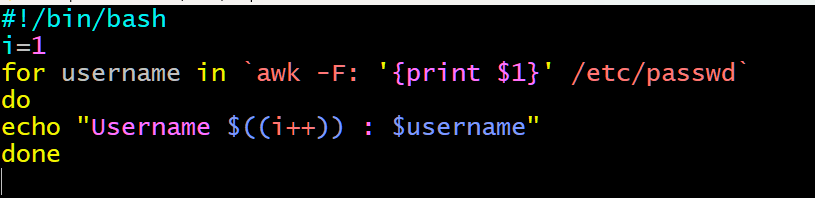 #!/bin/bash
i=1
for username in `awk -F: '{print $1}' /etc/passwd`
do
echo "Username $((i++)) : $username"
done